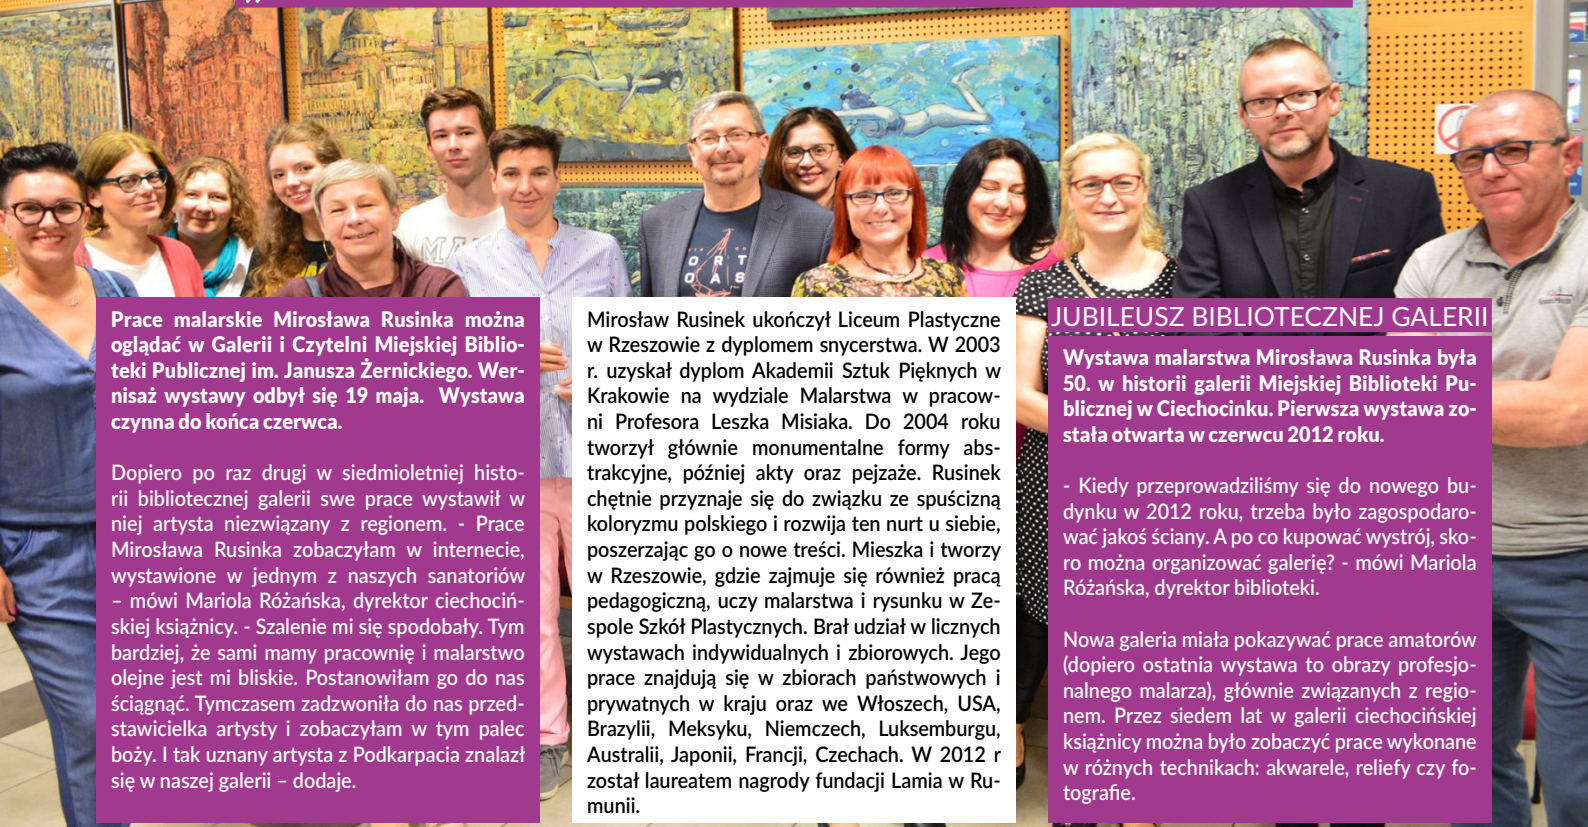 Prace malarskie Mirosława Rusinka można
oglądać w Galerii i Czytelni Miejskiej Biblio-
teki Publicznej im. Janusza Żernickiego. Wer-
nisaż wystawy odbył się 19 maja. Wystawa
czynna do końca czerwca.
Dopiero po raz drugi w siedmioletniej histo-
rii bibliotecznej galerii swe prace wystawił w
niej artysta niezwiązany z regionem. - Prace
Mirosława Rusinka zobaczyłam w internecie,
wystawione w jednym z naszych sanatoriów
– mówi Mariola Różańska, dyrektor ciechociń-
skiej książnicy. - Szalenie mi się spodobały. Tym
bardziej, że sami mamy pracownię i malarstwo
olejne jest mi bliskie. Postanowiłam go do nas
ściągnąć. Tymczasem zadzwoniła do nas przed-
stawicielka artysty i zobaczyłam w tym palec
boży. I tak uznany artysta z Podkarpacia znalazł
się w naszej galerii – dodaje.
Mirosław Rusinek ukończył Liceum Plastyczne
w Rzeszowie z dyplomem snycerstwa. W 2003
r. uzyskał dyplom Akademii Sztuk Pięknych w
Krakowie na wydziale Malarstwa w pracow-
ni Profesora Leszka Misiaka. Do 2004 roku
tworzył głównie monumentalne formy abs-
trakcyjne, później akty oraz pejzaże. Rusinek
chętnie przyznaje się do związku ze spuścizną
koloryzmu polskiego i rozwija ten nurt u siebie,
poszerzając go o nowe treści. Mieszka i tworzy
w Rzeszowie, gdzie zajmuje się również pracą
pedagogiczną, uczy malarstwa i rysunku w Ze-
spole Szkół Plastycznych. Brał udział w licznych
wystawach indywidualnych i zbiorowych. Jego
prace znajdują się w zbiorach państwowych i
prywatnych w kraju oraz we Włoszech, USA,
Brazylii, Meksyku, Niemczech, Luksemburgu,
Australii, Japonii, Francji, Czechach. W 2012 r
został laureatem nagrody fundacji Lamia w Ru-
munii.
JUBILEUSZ BIBLIOTECZNEJ GALERII
Wystawa malarstwa Mirosława Rusinka była
50. w historii galerii Miejskiej Biblioteki Pu-
blicznej w Ciechocinku. Pierwsza wystawa zo-
stała otwarta w czerwcu 2012 roku.
- Kiedy przeprowadziliśmy się do nowego bu-
dynku w 2012 roku, trzeba było zagospodaro-
wać jakoś ściany. A po co kupować wystrój, sko-
ro można organizować galerię? - mówi Mariola
Różańska, dyrektor biblioteki.
Nowa galeria miała pokazywać prace amatorów
(dopiero ostatnia wystawa to obrazy profesjo-
nalnego malarza), głównie związanych z regio-
nem. Przez siedem lat w galerii ciechocińskiej
książnicy można było zobaczyć prace wykonane
w różnych technikach: akwarele, reliefy czy fo-
tografie.